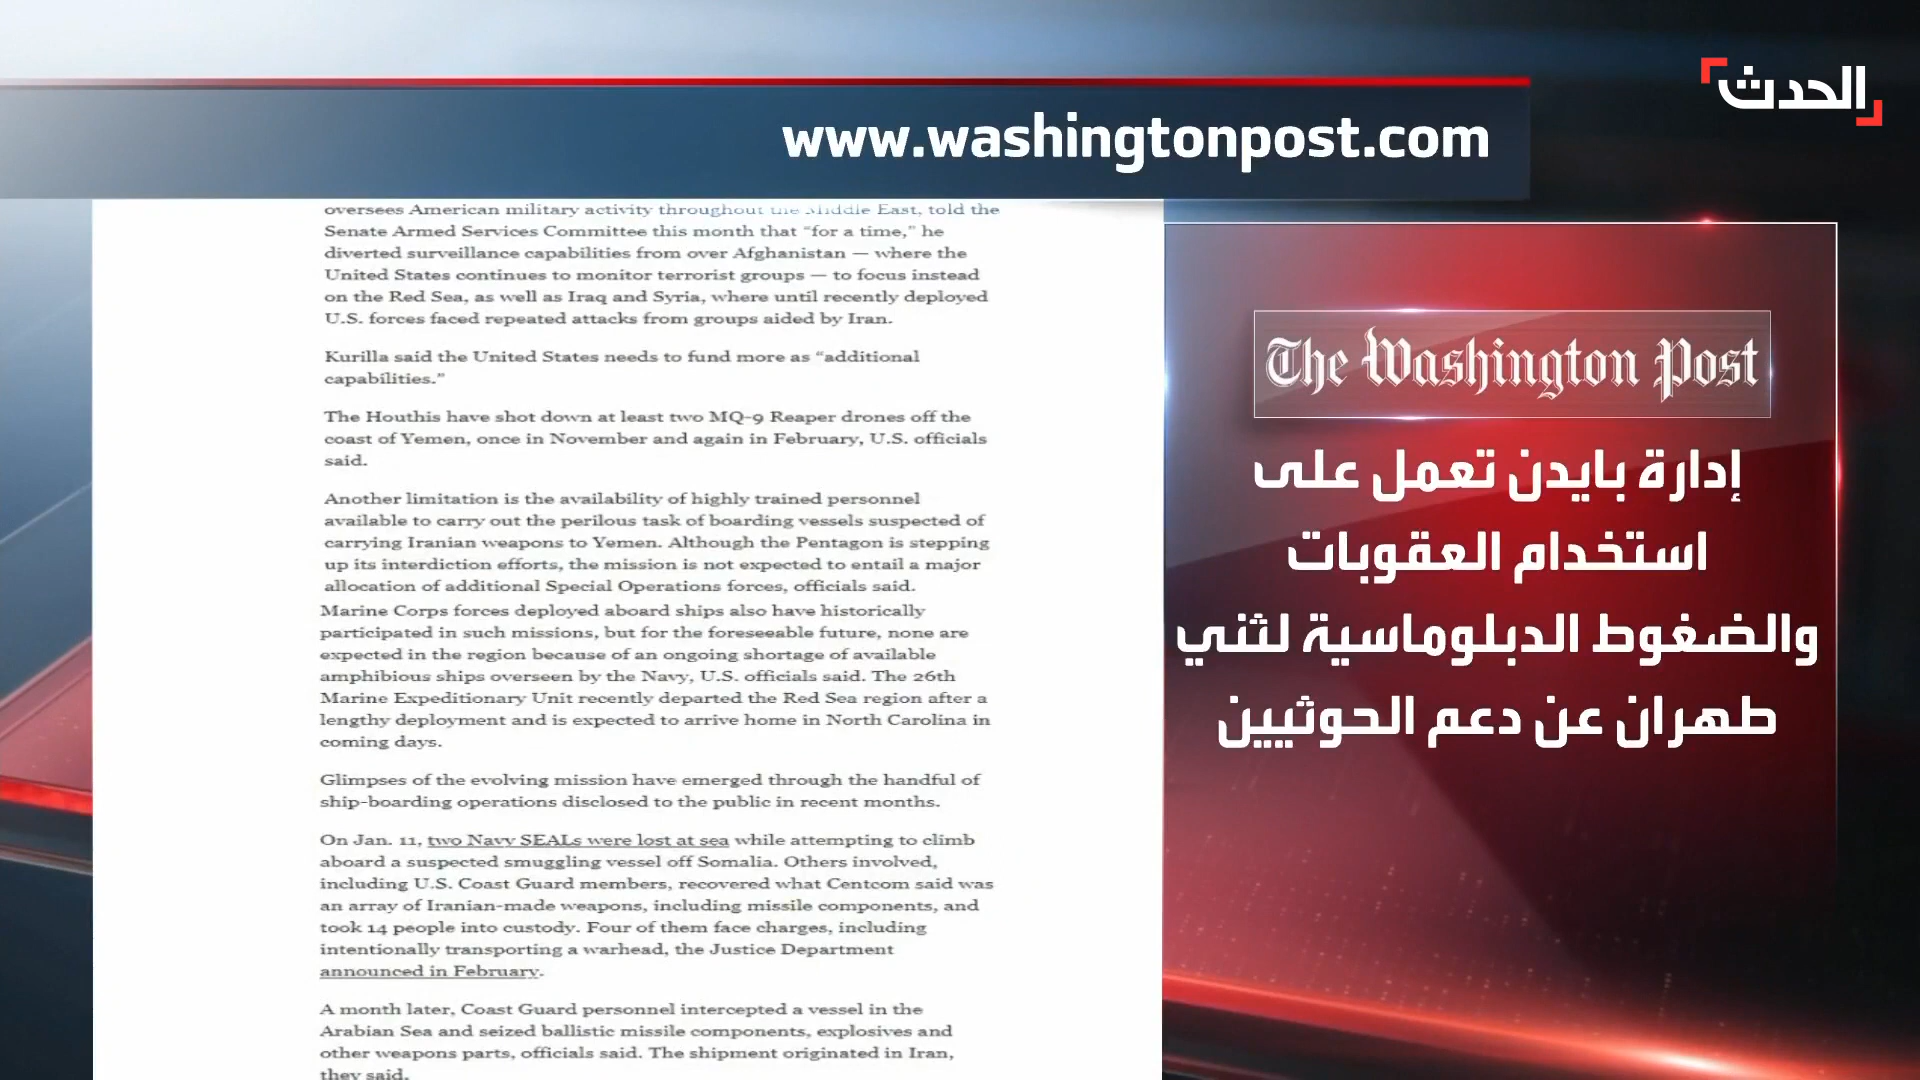 الحدث
www.washingtonpost.com
oversees American military activity throughout the Middle East, told the
Senate Armed Services Committee this month that “for a time,” he
diverted surveillance capabilities from over Afghanistan — where the
United States continues to monitor terrorist groups — to focus instead
on the Red Sea, as well as Iraq and Syria, where until recently deployed
U.S. forces faced repeated attacks from groups aided by Iran.
Kurilla said the United States needs to fund more as “additional
capabilities.”
The Houthis have shot down at least two MQ-9 Reaper drones off the
coast of Yemen, once in November and again in February, U.S. officials
said.
Another limitation is the availability of highly trained personnel
available to carry out the perilous task of boarding vessels suspected of
carrying Iranian weapons to Yemen. Although the Pentagon is stepping
up its interdiction efforts, the mission is not expected to entail a major
allocation of additional Special Operations forces, officials said.
Marine Corps forces deployed aboard ships also have historically
participated in such missions, but for the foreseeable future, none are
expected in the region because of an ongoing shortage of available
amphibious ships overseen by the Navy, U.S. officials said. The 26th
Marine Expeditionary Unit recently departed the Red Sea region after a
lengthy deployment and is expected to arrive home in North Carolina in
coming days.
Glimpses of the evolving mission have emerged through the handful of
ship-boarding operations disclosed to the public in recent months.
On Jan. 11, two Navy SEALs were lost at sea while attempting to climb
aboard a suspected smuggling vessel off Somalia. Others involved,
including U.S. Coast Guard members, recovered what Centcom said was
an array of Iranian-made weapons, including missile components, and
took 14 people into custody. Four of them face charges, including
intentionally transporting a warhead, the Justice Department
announced in February.
A month later, Coast Guard personnel intercepted a vessel in the
Arabian Sea and seized ballistic missile components, explosives and
other weapons parts, officials said. The shipment originated in Iran,
they said.
The Washington Post
إدارة بايدن تعمل على
استخدام العقوبات
والضغوط الدبلوماسية لثني
طهران عن دعم الحوثيين